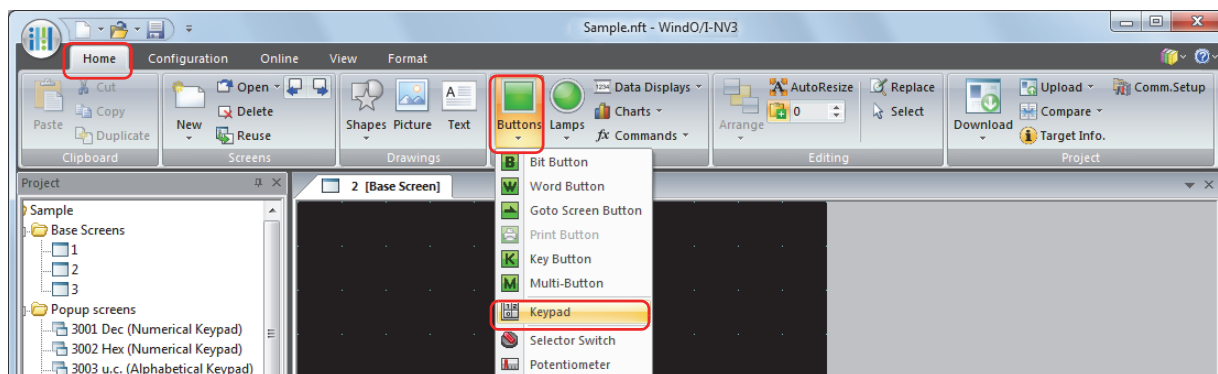 Sample.nft - WindO/I-NV3
Home Configuration Online View Format
Cut Open Data Displays AutoResize Replace Upload Comm.Setup
Copy Delete Charts 0 Select Compare
Paste Duplicate New Reuse Shapes Picture Text Buttons Lamps fx Commands Arrange Download Target Info.
Clipboard Screens Drawings Editing Project
Project 2 [Base Screen]
B Bit Button
W Word Button
Goto Screen Button
Print Button
K Key Button
M Multi-Button
Keypad
Selector Switch
Potentiometer
Sample
Base Screens
1
2
3
Popup screens
3001 Dec (Numerical Keypad)
3002 Hex (Numerical Keypad)
3003 u.c. (Alphabetical Keypad)